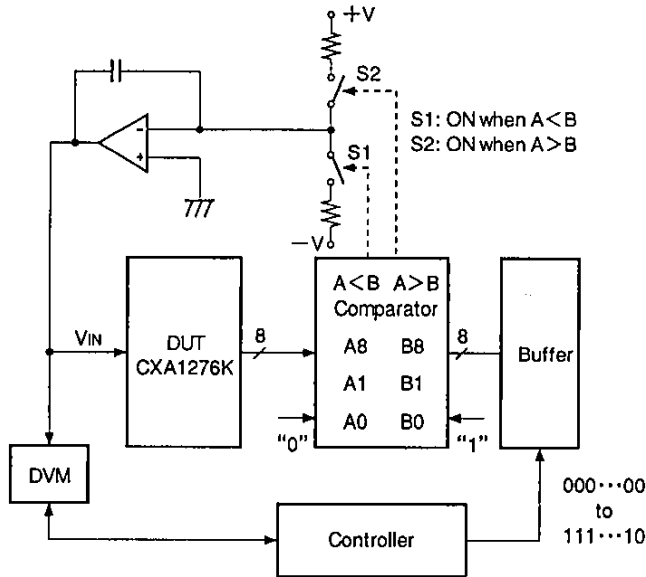 +V
S2
S1: ON when A<B
S2: ON when A>B
S1
−
+
−V
A<B A>B
Comparator
A8 B8
A1 B1
A0 B0
VIN
DUT
CXA1276K
8
8
Buffer
"0"
"1"
DVM
Controller
000···00
to
111···10